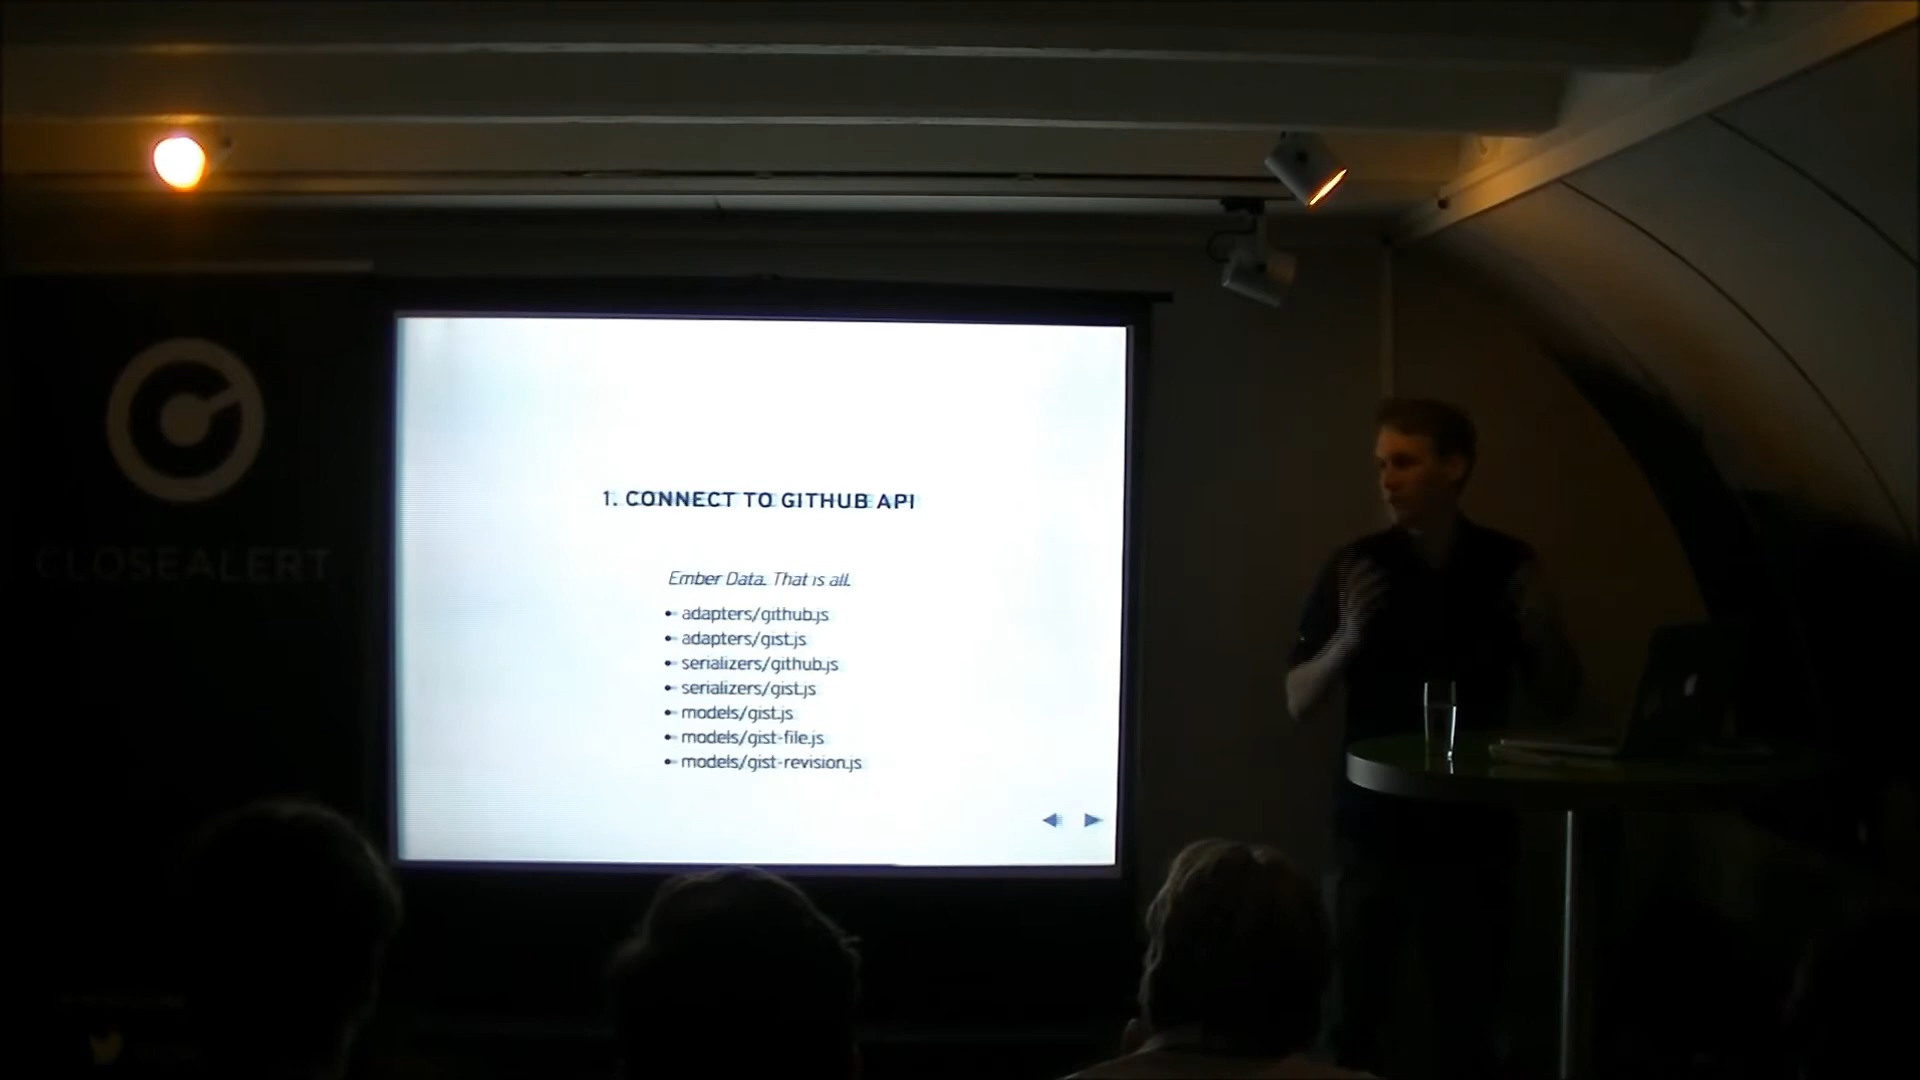 CLOSEALERT
1. CONNECT TO GITHUB API
Ember Data. That is all.
• adapters/github.js
• adapters/gist.js
• serializers/github.js
• serializers/gist.js
• models/gist.js
• models/gist-file.js
• models/gist-revision.js